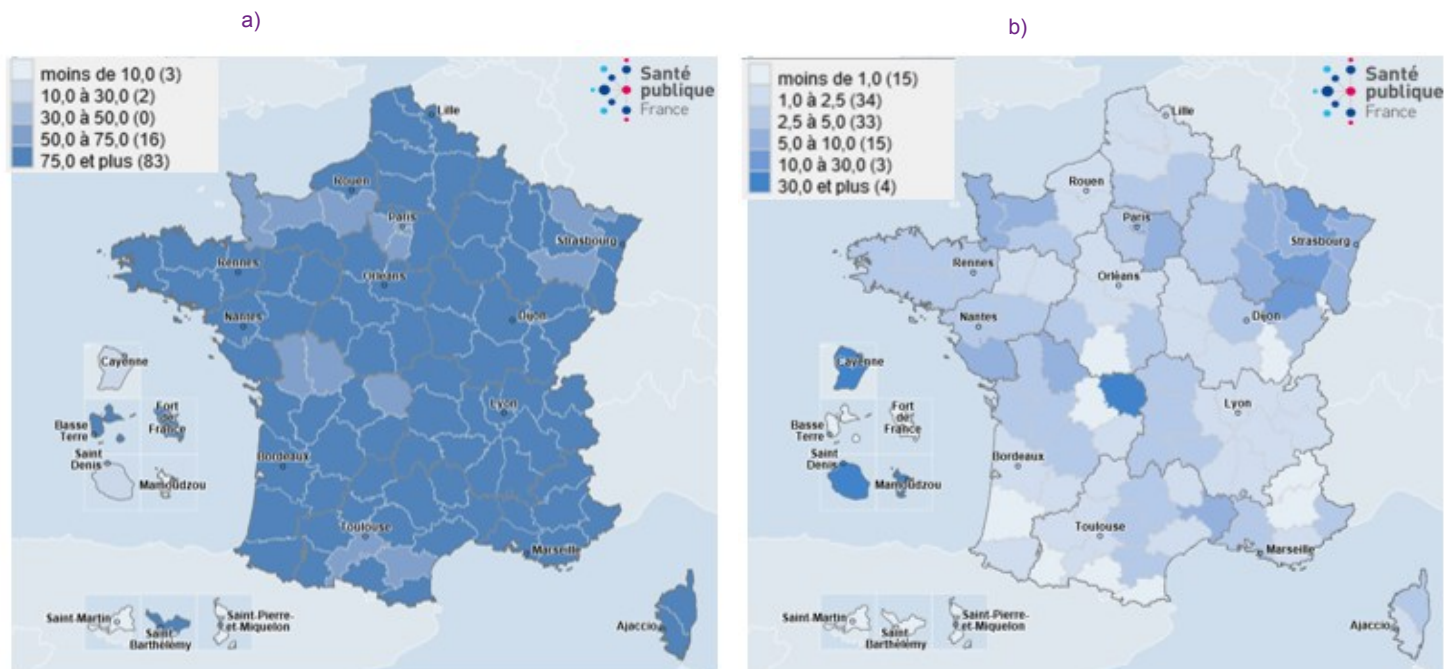 a)
moins de 10,0 (3)
10,0 à 30,0 (2)
30,0 à 50,0 (0)
50,0 à 75,0 (16)
75,0 et plus (83)
Santé
publique
France
Lille
Rouen
Paris
Strasbourg
Rennes
Orléans
Nantes
Dijon
Cayenne
Lyon
Basse
Terre
Fort
de
France
Saint
Denis
Mamoudzou
Bordeaux
Toulouse
Marseille
Saint-Martin
Saint-
Barthélémy
Saint-Pierre-
et-Miquelon
Ajaccio
b)
moins de 1,0 (15)
1,0 à 2,5 (34)
2,5 à 5,0 (33)
5,0 à 10,0 (15)
10,0 à 30,0 (3)
30,0 et plus (4)
Santé
publique
France
Lille
Rouen
Paris
Strasbourg
Rennes
Orléans
Nantes
Dijon
Cayenne
Lyon
Basse
Terre
Fort
de
France
Saint
Denis
Mamoudzou
Bordeaux
Toulouse
Marseille
Saint-Martin
Saint-
Barthélémy
Saint-Pierre-
et-Miquelon
Ajaccio